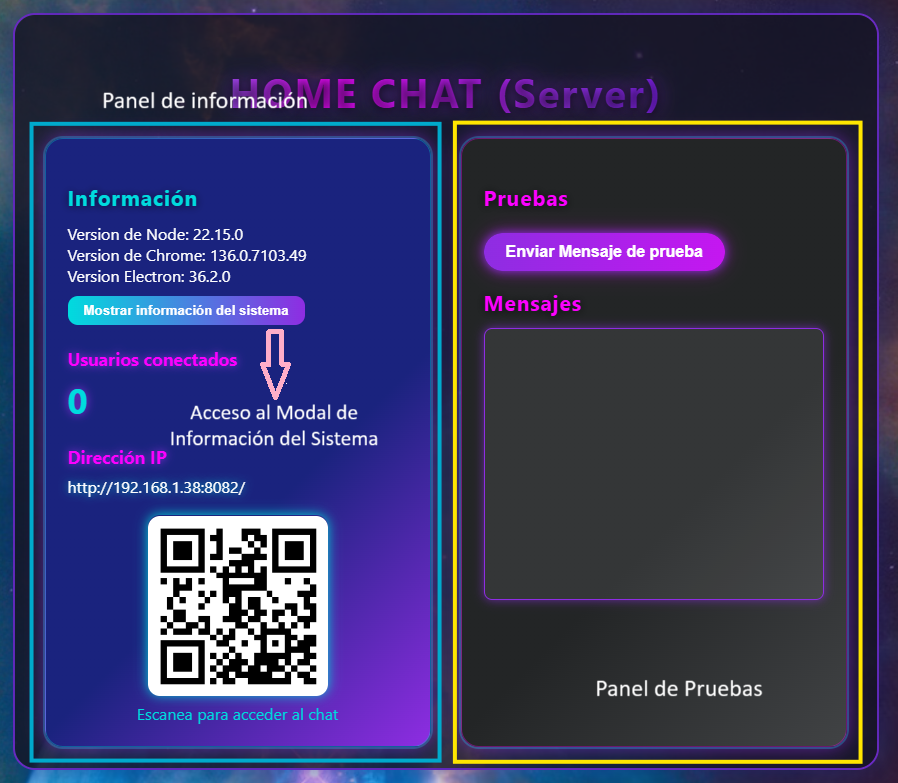 HOME CHAT (Server)
Panel de información
Información
Version de Node: 22.15.0
Version de Chrome: 136.0.7103.49
Version Electron: 36.2.0
Mostrar información del sistema
Usuarios conectados
0
Acceso al Modal de
Información del Sistema
Dirección IP
http://192.168.1.38:8082/
Escanea para acceder al chat
Pruebas
Enviar Mensaje de prueba
Mensajes
Panel de Pruebas